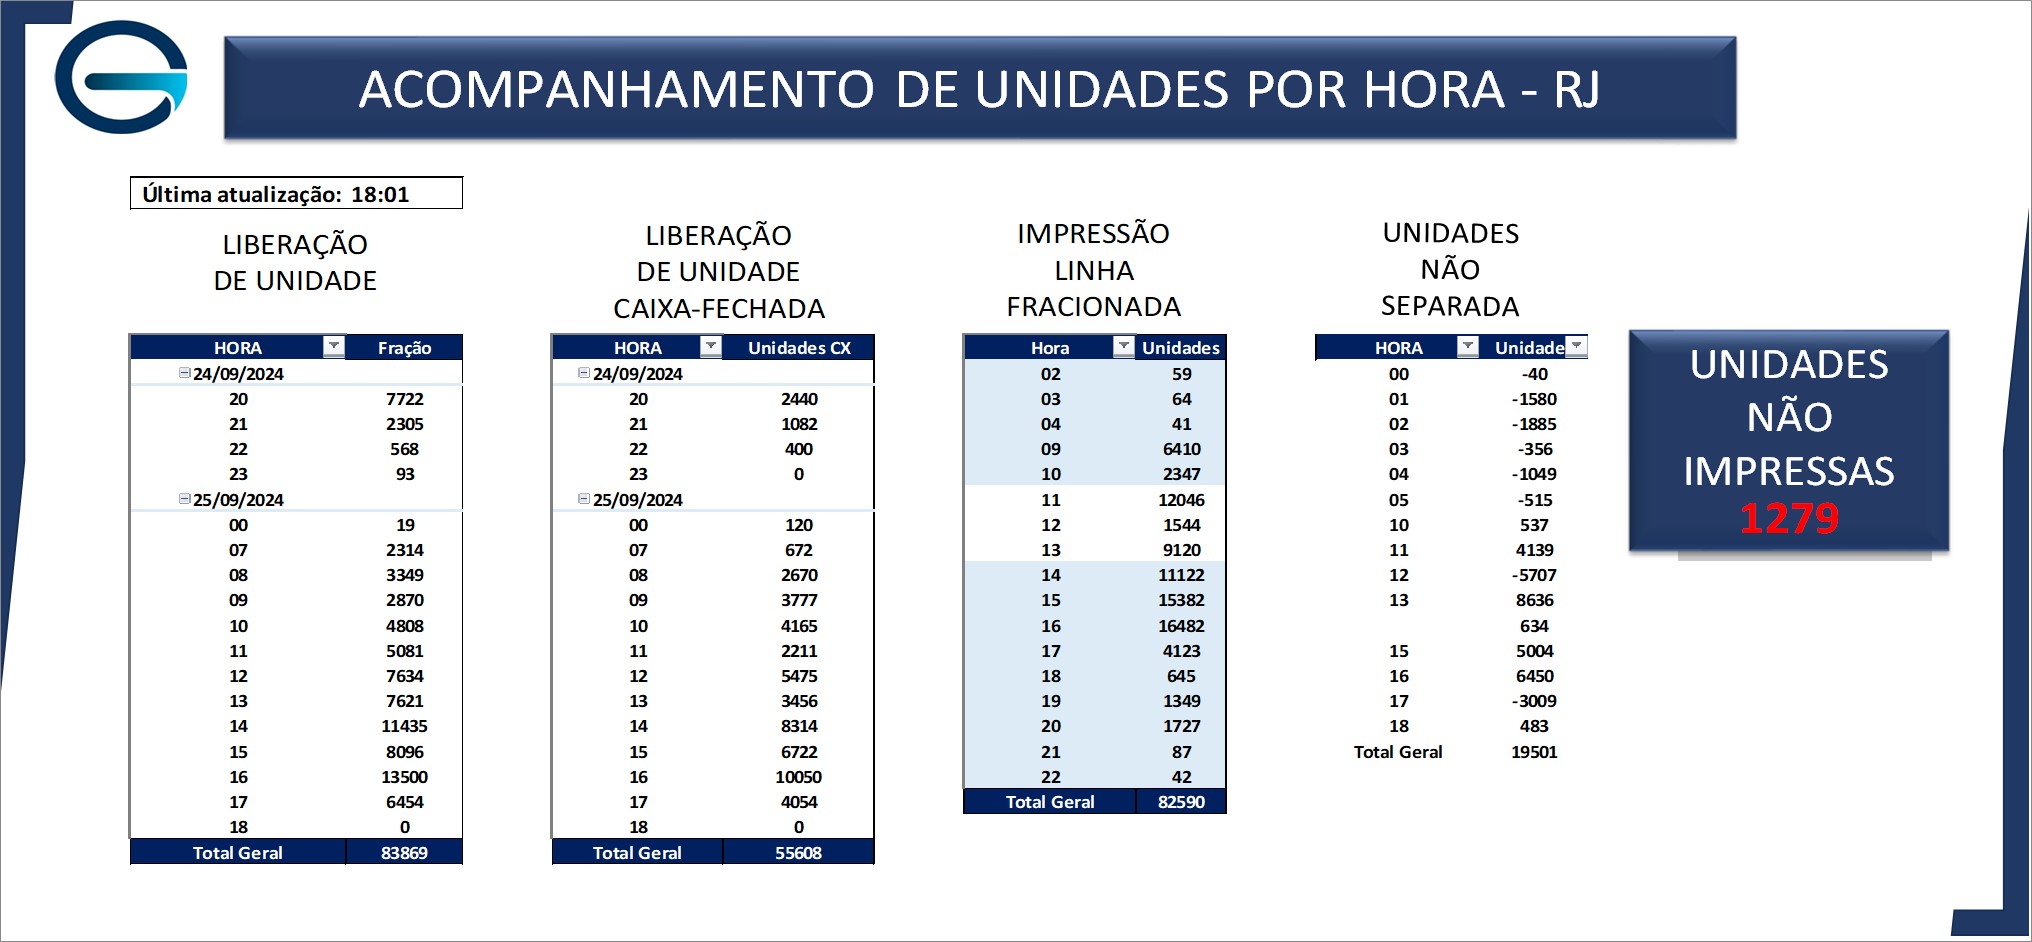 ACOMPANHAMENTO DE UNIDADES POR HORA - RJ
Última atualização: 18:01
LIBERAÇÃO
DE UNIDADE
HORA Fração
24/09/2024
20 7722
21 2305
22 568
23 93
25/09/2024
00 19
07 2314
08 3349
09 2870
10 4808
11 5081
12 7634
13 7621
14 11435
15 8096
16 13500
17 6454
18 0
Total Geral 83869
LIBERAÇÃO
DE UNIDADE
CAIXA-FECHADA
HORA Unidades CX
24/09/2024
20 2440
21 1082
22 400
23 0
25/09/2024
00 120
07 672
08 2670
09 3777
10 4165
11 2211
12 5475
13 3456
14 8314
15 6722
16 10050
17 4054
18 0
Total Geral 55608
IMPRESSÃO
LINHA
FRACIONADA
Hora Unidades
02 59
03 64
04 41
09 6410
10 2347
11 12046
12 1544
13 9120
14 11122
15 15382
16 16482
17 4123
18 645
19 1349
20 1727
21 87
22 42
Total Geral 82590
UNIDADES
NÃO
SEPARADA
HORA Unidade
00 -40
01 -1580
02 -1885
03 -356
04 -1049
05 -515
10 537
11 4139
12 -5707
13 8636
634
15 5004
16 6450
17 -3009
18 483
Total Geral 19501
UNIDADES
NÃO
IMPRESSAS
1279